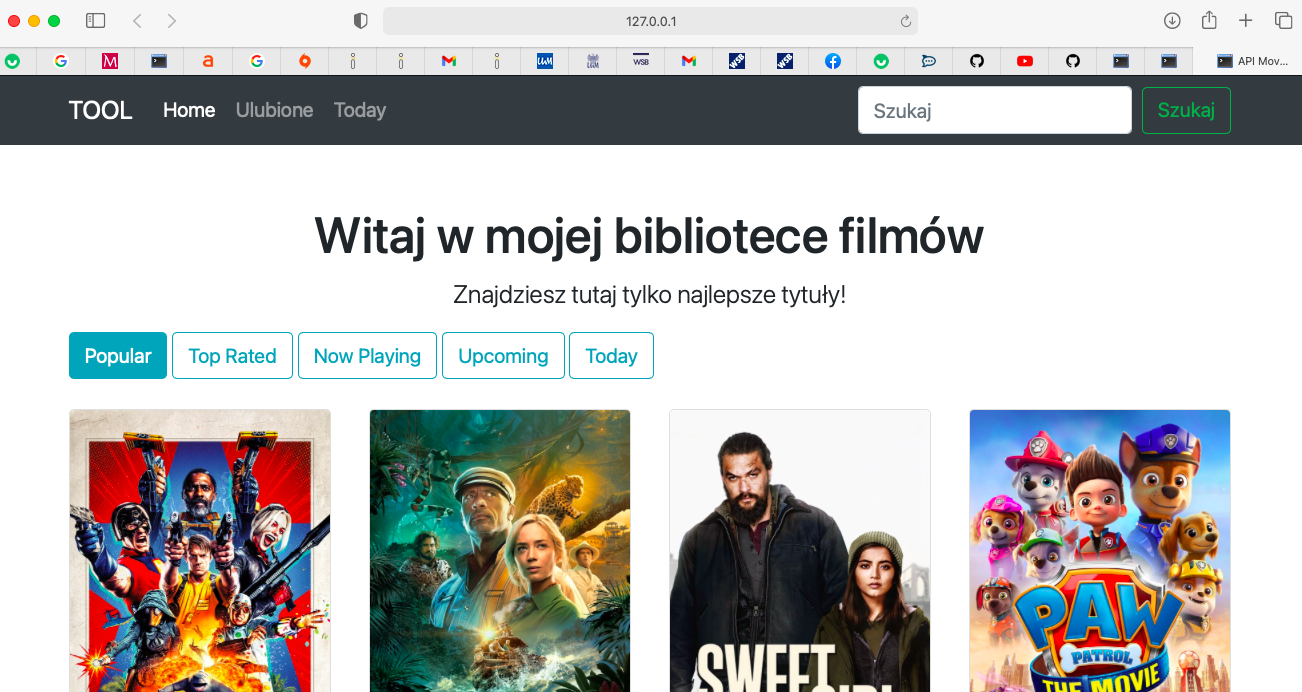 127.0.0.1
WSB
API Mov...
TOOL Home Ulubione Today Szukaj Szukaj
Witaj w mojej bibliotece filmów
Znajdziesz tutaj tylko najlepsze tytuły!
Popular Top Rated Now Playing Upcoming Today
SWEET
PAW
PATROL
THE MOVIE